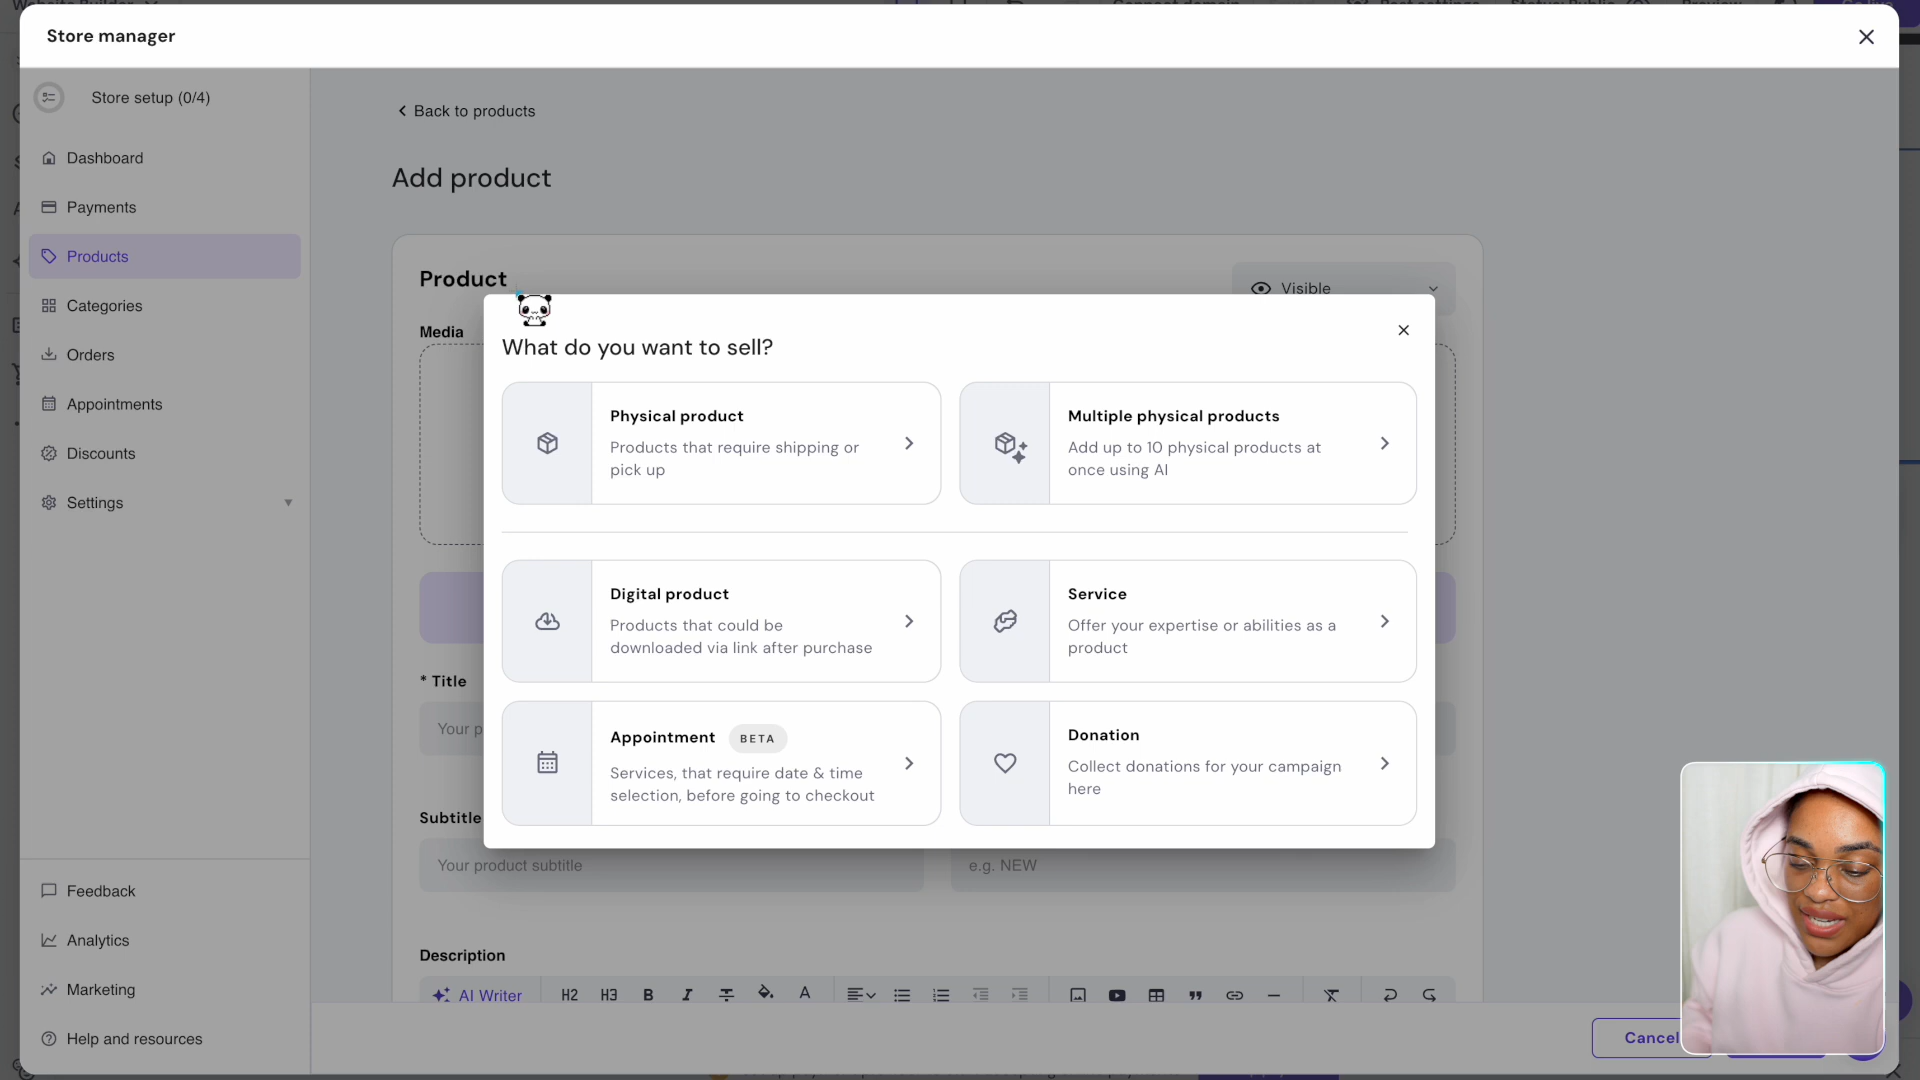 Store manager
Store setup (0/4)
Dashboard
Payments
Products
Categories
Orders
Appointments
Discounts
Settings
Feedback
Analytics
Marketing
Help and resources
Back to products
Add product
Product
Visible
Media
What do you want to sell?
Physical product
Products that require shipping or
pick up
Multiple physical products
Add up to 10 physical products at
once using AI
Digital product
Products that could be
downloaded via link after purchase
Service
Offer your expertise or abilities as a
product
Appointment BETA
Services, that require date & time
selection, before going to checkout
Donation
Collect donations for your campaign
here
* Title
Your p
Subtitle
Your product subtitle
e.g. NEW
Description
AI Writer H2 H3 B I A
Cancel